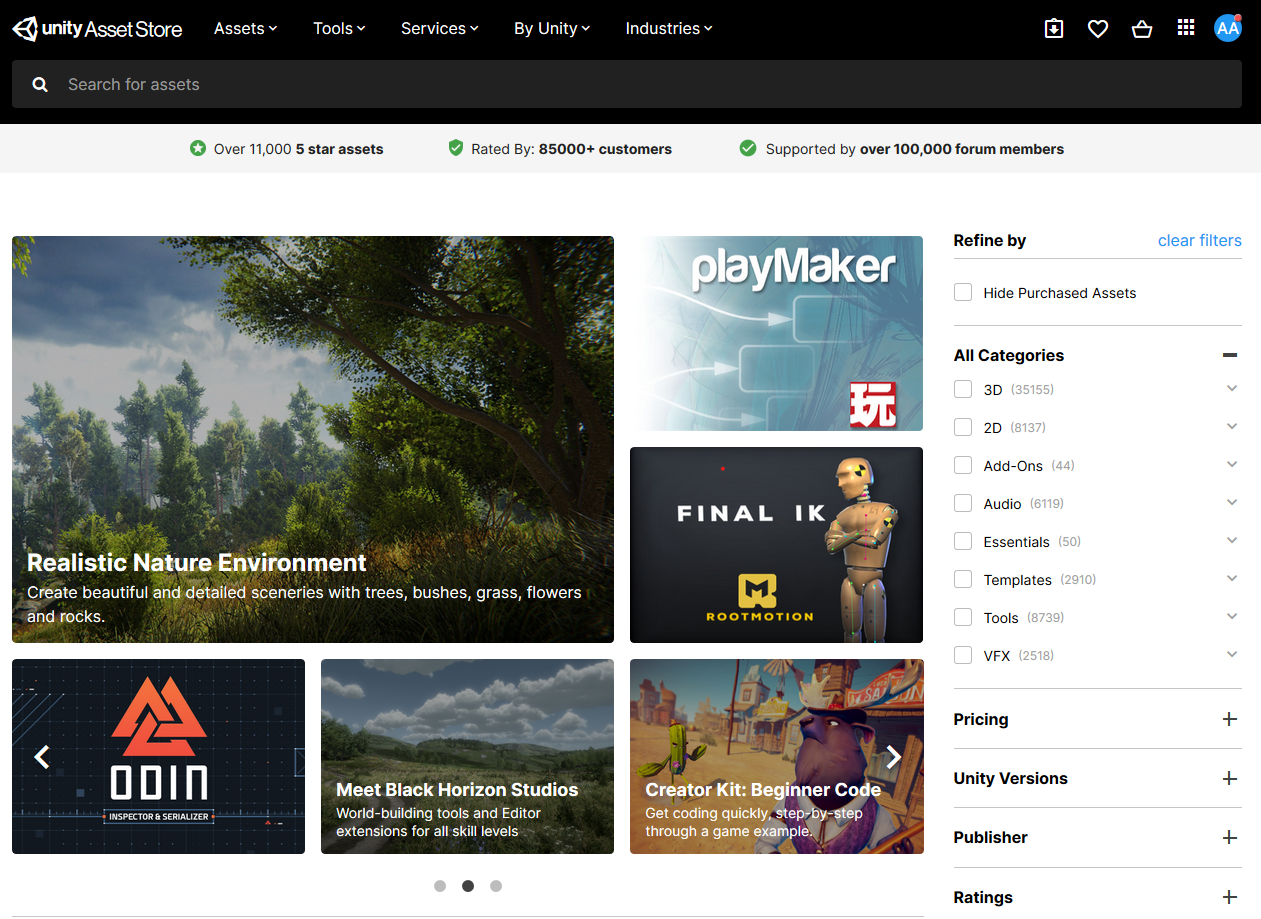 unity Asset Store
Assets
Tools
Services
By Unity
Industries
AA
Search for assets
Over 11,000 5 star assets
Rated By: 85000+ customers
Supported by over 100,000 forum members
Realistic Nature Environment
Create beautiful and detailed sceneries with trees, bushes, grass, flowers
and rocks.
playMaker
玩
FINAL IK
ROOTMOTION
ODIN
INSPECTOR & SERIALIZER
Meet Black Horizon Studios
World-building tools and Editor
extensions for all skill levels
SALOON
Creator Kit: Beginner Code
Get coding quickly, step-by-step
through a game example.
Refine by
clear filters
Hide Purchased Assets
All Categories
3D (35155)
2D (8137)
Add-Ons (44)
Audio (6119)
Essentials (50)
Templates (2910)
Tools (8739)
VFX (2518)
Pricing
Unity Versions
Publisher
Ratings